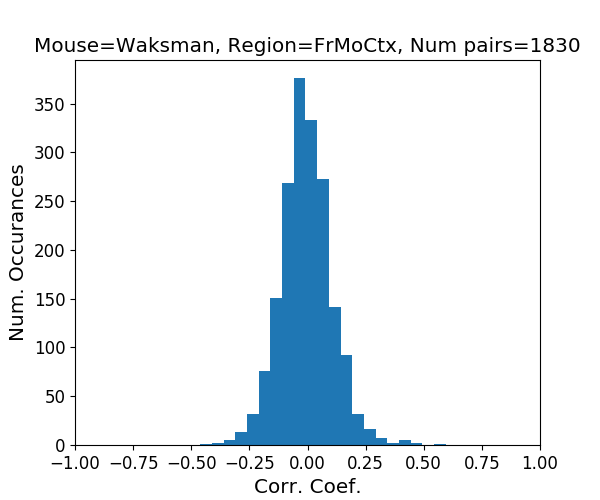 Mouse=Waksman, Region=FrMoCtx, Num pairs=1830
Num. Occurances
350
300
250
200
150
100
50
0
−1.00 −0.75 −0.50 −0.25 0.00 0.25 0.50 0.75 1.00
Corr. Coef.